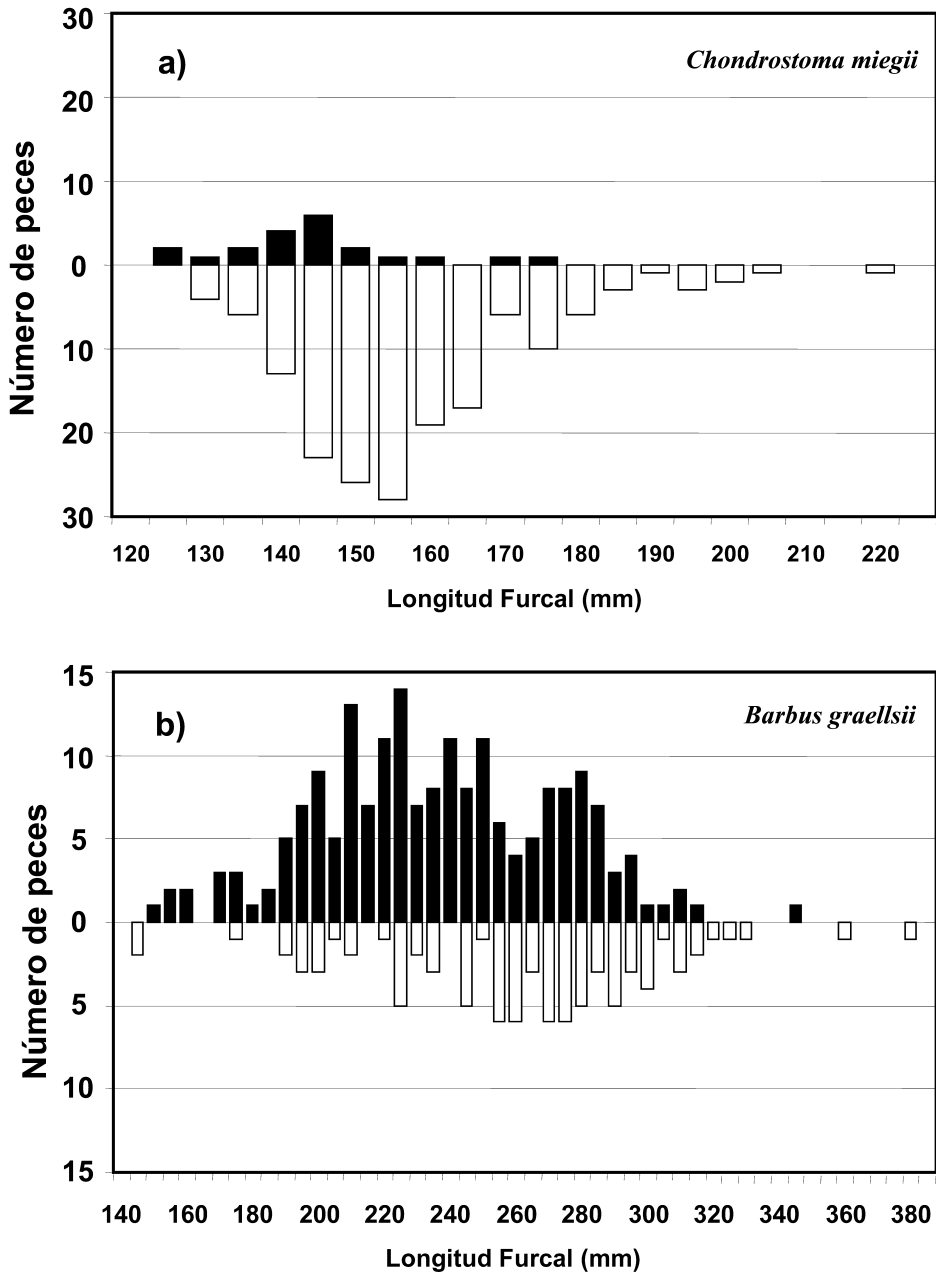 30
a)
Chondrostoma miegii
20
10
0
10
20
30
Número de peces
120 130 140 150 160 170 180 190 200 210 220
Longitud Furcal (mm)
15
b)
Barbus graellsii
10
5
0
5
10
15
Número de peces
140 160 180 200 220 240 260 280 300 320 340 360 380
Longitud Furcal (mm)